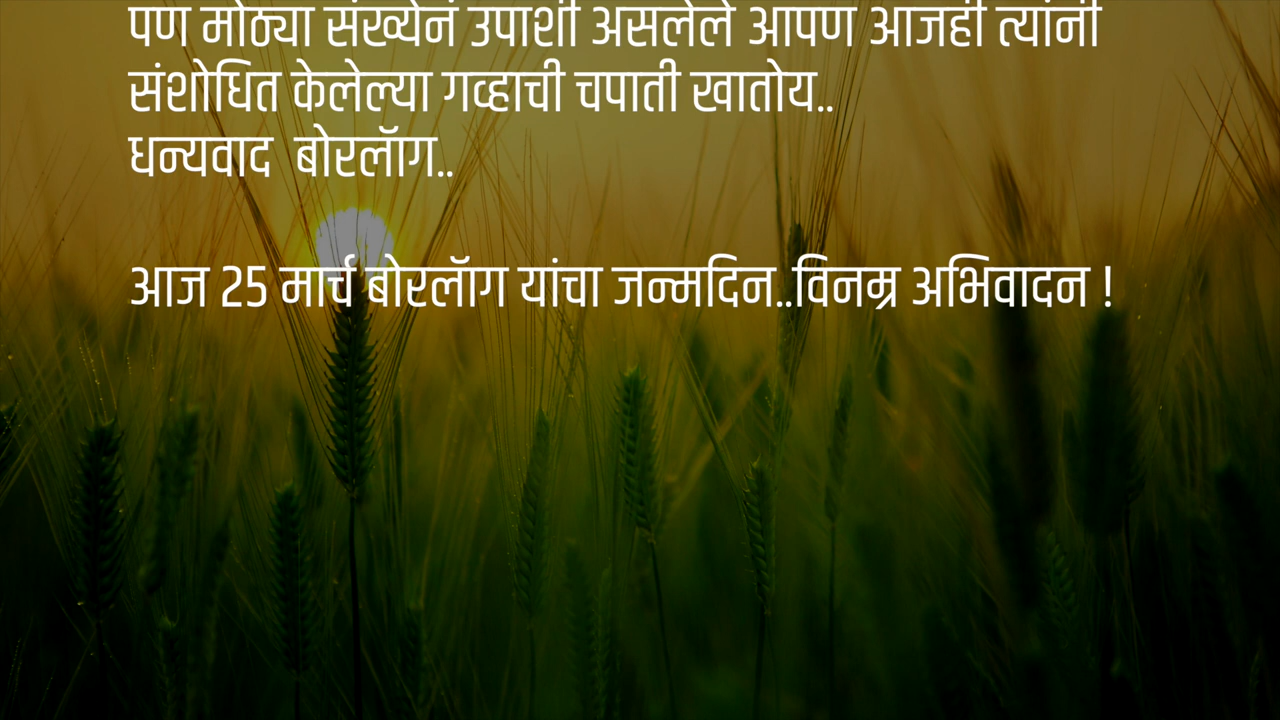 पण मोठ्या संख्येनं उपाशी असलेले आपण आजही त्यांनी
संशोधित केलेल्या गव्हाची चपाती खातोय..
धन्यवाद बोरलॅाग..
आज 25 मार्च बोरलॅाग यांचा जन्मदिन..विनम्र अभिवादन !